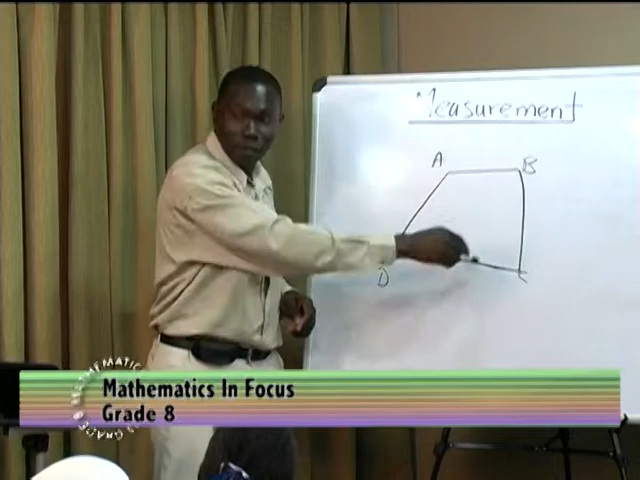 Measurement
A B
D C
Mathematics In Focus
Grade 8